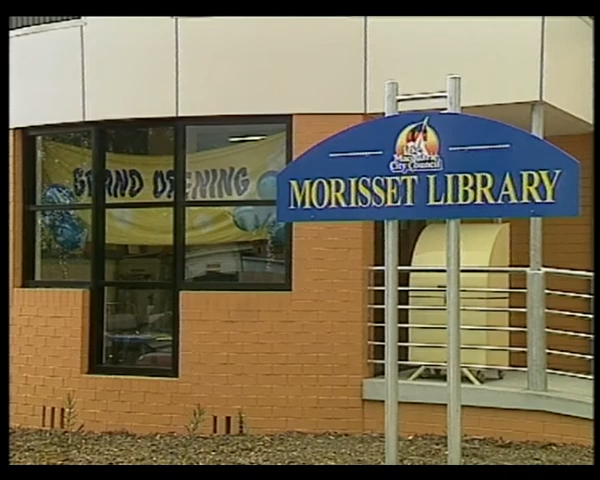 GRAND OPENING
Lake
Macquarie
City Council
MORISSET LIBRARY